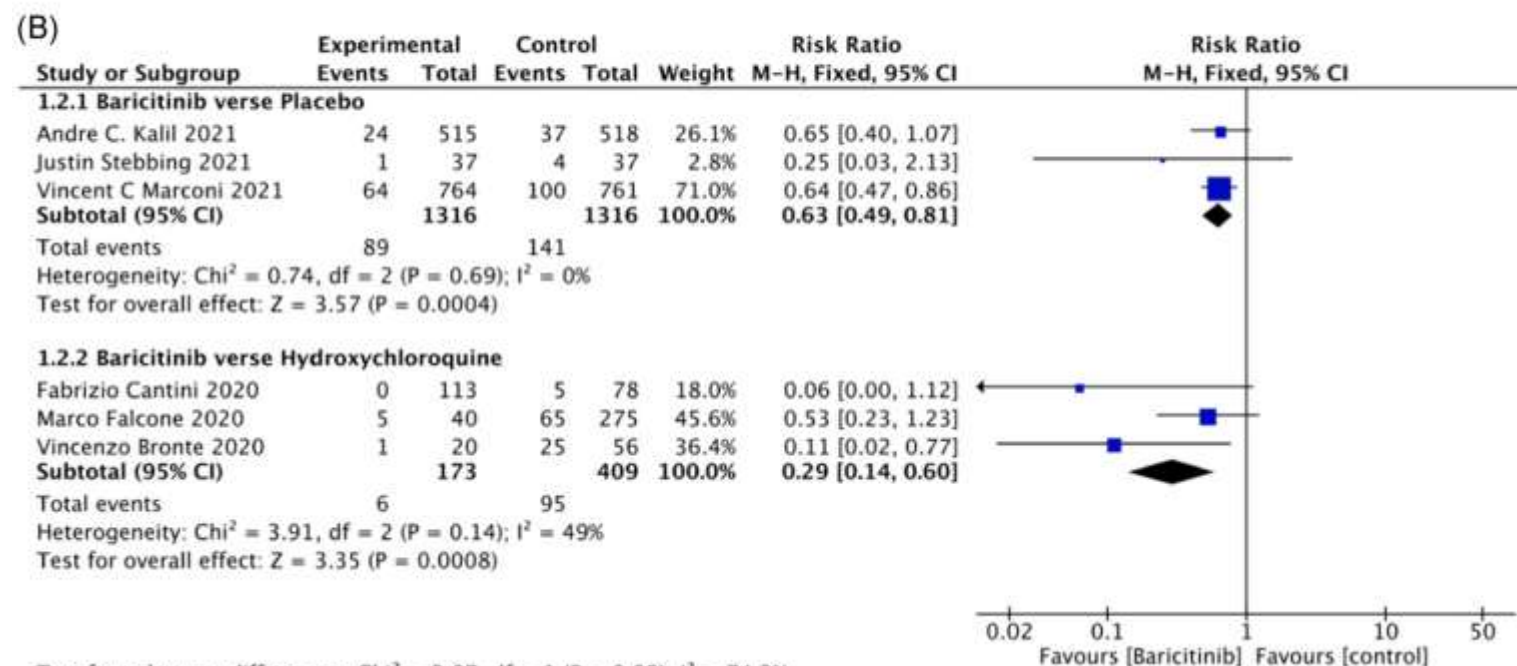 (B)
Experimental Control Risk Ratio Risk Ratio
Study or Subgroup Events Total Events Total Weight M-H, Fixed, 95% CI M-H, Fixed, 95% CI
1.2.1 Baricitinib verse Placebo
Andre C. Kalil 2021 24 515 37 518 26.1% 0.65 [0.40, 1.07]
Justin Stebbing 2021 1 37 4 37 2.8% 0.25 [0.03, 2.13]
Vincent C Marconi 2021 64 764 100 761 71.0% 0.64 [0.47, 0.86]
Subtotal (95% CI) 1316 1316 100.0% 0.63 [0.49, 0.81]
Total events 89 141
Heterogeneity: Chi² = 0.74, df = 2 (P = 0.69); I² = 0%
Test for overall effect: Z = 3.57 (P = 0.0004)
1.2.2 Baricitinib verse Hydroxychloroquine
Fabrizio Cantini 2020 0 113 5 78 18.0% 0.06 [0.00, 1.12]
Marco Falcone 2020 5 40 65 275 45.6% 0.53 [0.23, 1.23]
Vincenzo Bronte 2020 1 20 25 56 36.4% 0.11 [0.02, 0.77]
Subtotal (95% CI) 173 409 100.0% 0.29 [0.14, 0.60]
Total events 6 95
Heterogeneity: Chi² = 3.91, df = 2 (P = 0.14); I² = 49%
Test for overall effect: Z = 3.35 (P = 0.0008)
0.02 0.1 1 10 50
Favours [Baricitinib] Favours [control]